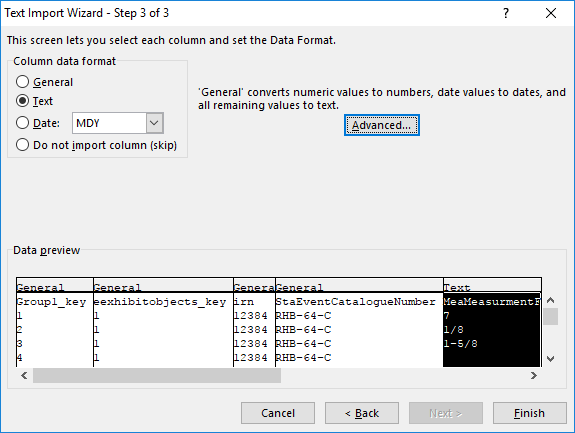 Text Import Wizard - Step 3 of 3
This screen lets you select each column and set the Data Format.
Column data format
General
Text
Date: MDY
Do not import column (skip)
'General' converts numeric values to numbers, date values to dates, and
all remaining values to text.
Advanced...
Data preview
General General Genera General Text
Group1_key eexhibitobjects_key irn StaEventCatalogueNumber MeaMeasurmentF
1 1 12384 RHB-64-C 7
2 1 12384 RHB-64-C 1/8
3 1 12384 RHB-64-C 1-5/8
4 1 12384 RHB-64-C
Cancel < Back Next > Finish